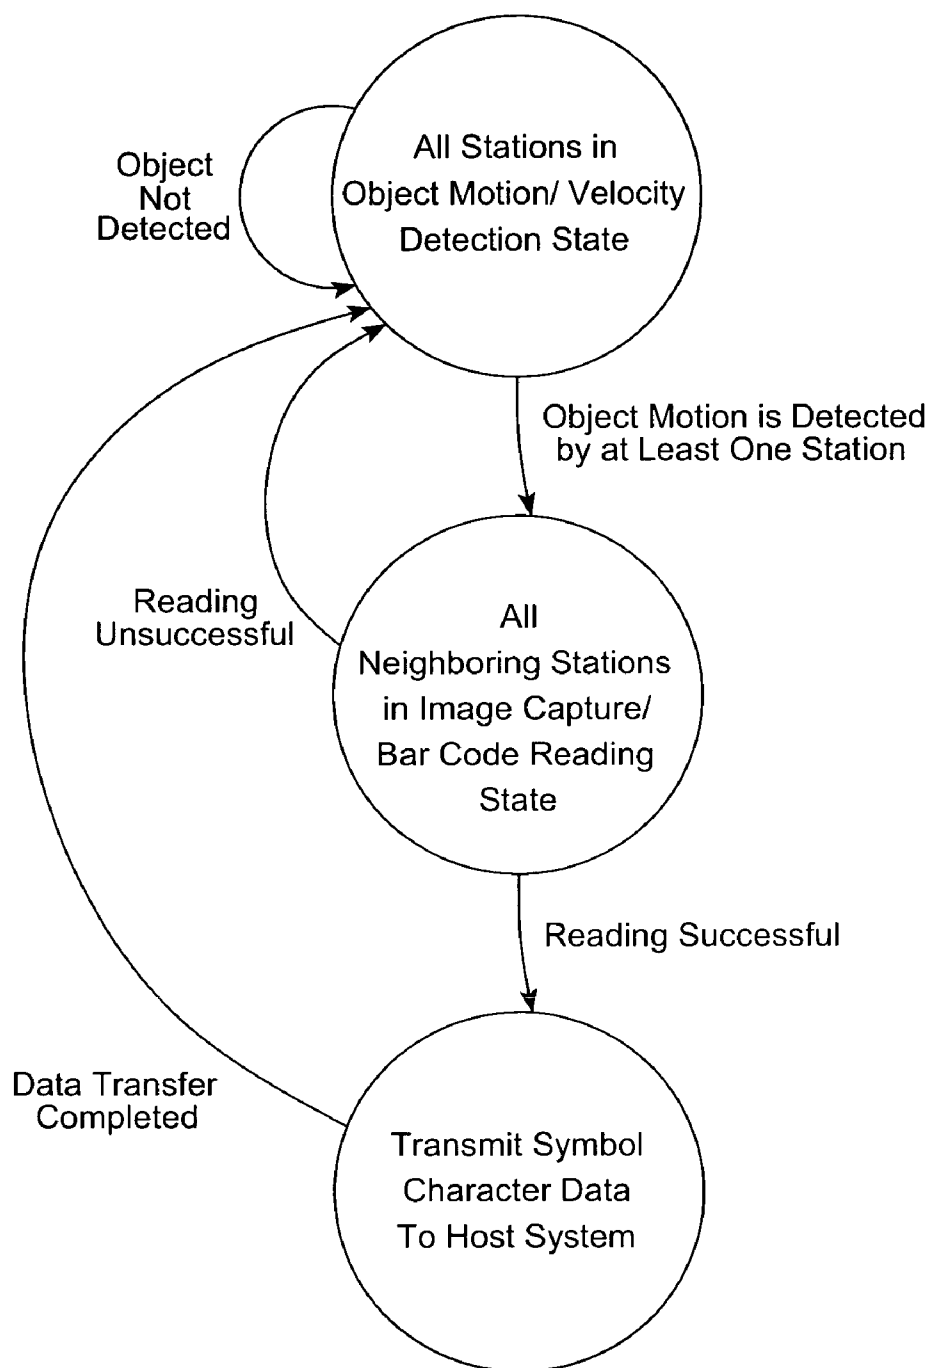 Object
Not
Detected
All Stations in
Object Motion/ Velocity
Detection State
Object Motion is Detected
by at Least One Station
Reading
Unsuccessful
All
Neighboring Stations
in Image Capture/
Bar Code Reading
State
Reading Successful
Data Transfer
Completed
Transmit Symbol
Character Data
To Host System